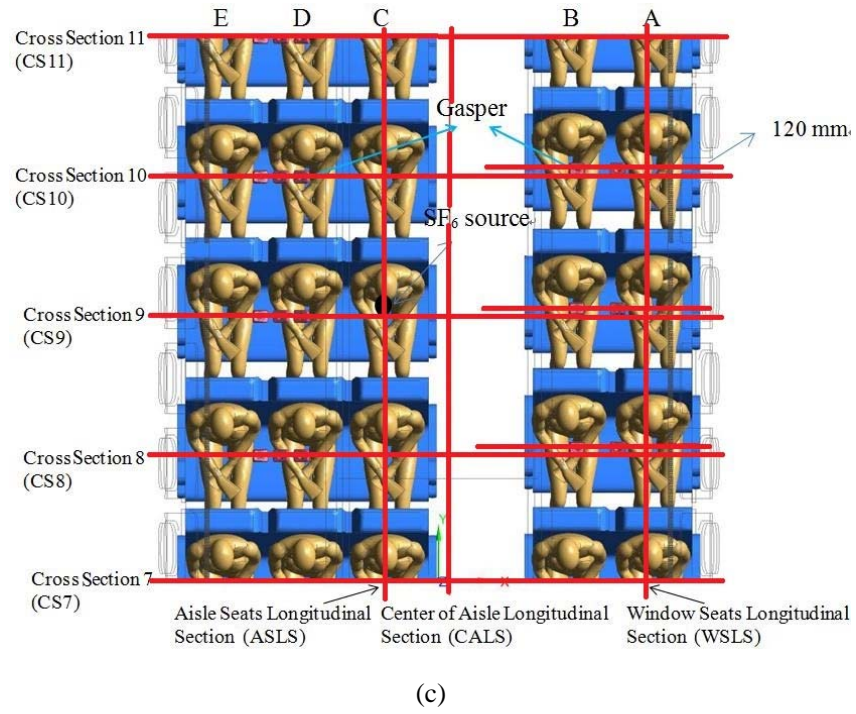 E D C B A
Cross Section 11
(CS11)
Gasper
120 mm
Cross Section 10
(CS10)
SF6 source
Cross Section 9
(CS9)
Cross Section 8
(CS8)
Y
Z X
Cross Section 7
(CS7)
Aisle Seats Longitudinal
Section (ASLS)
Center of Aisle Longitudinal
Section (CALS)
Window Seats Longitudinal
Section (WSLS)
(c)